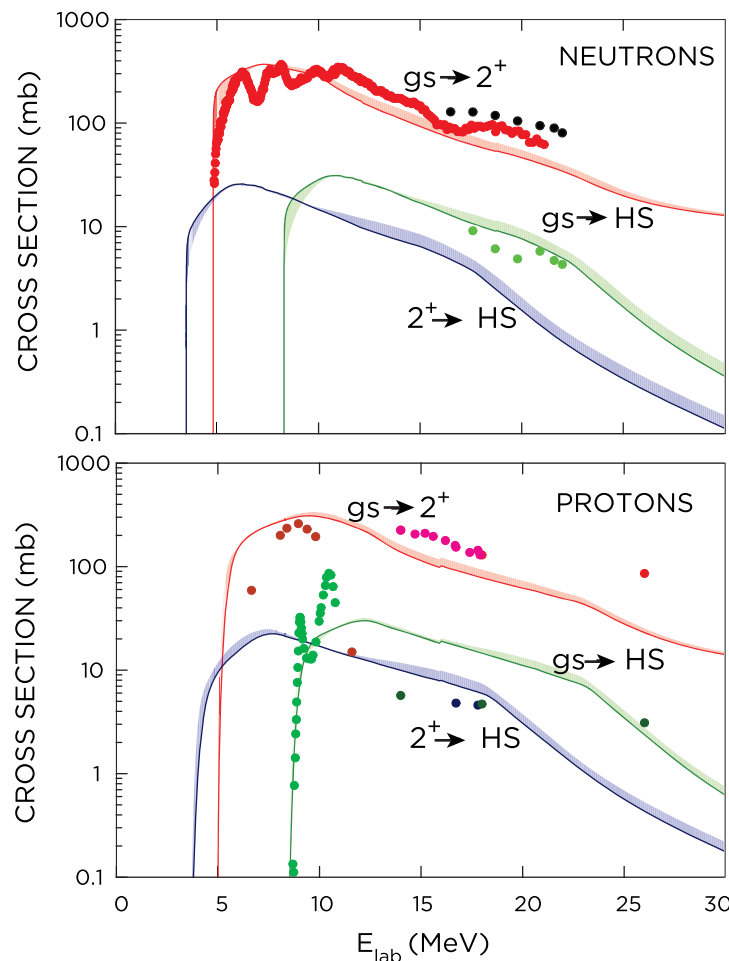 1000
NEUTRONS
gs→2⁺
100
CROSS SECTION (mb)
10
gs→HS
1
2⁺→ HS
0.1
1000
PROTONS
gs→2⁺
100
CROSS SECTION (mb)
10
gs→HS
2⁺→ HS
1
0.1
0 5 10 15 20 25 30
E_lab (MeV)